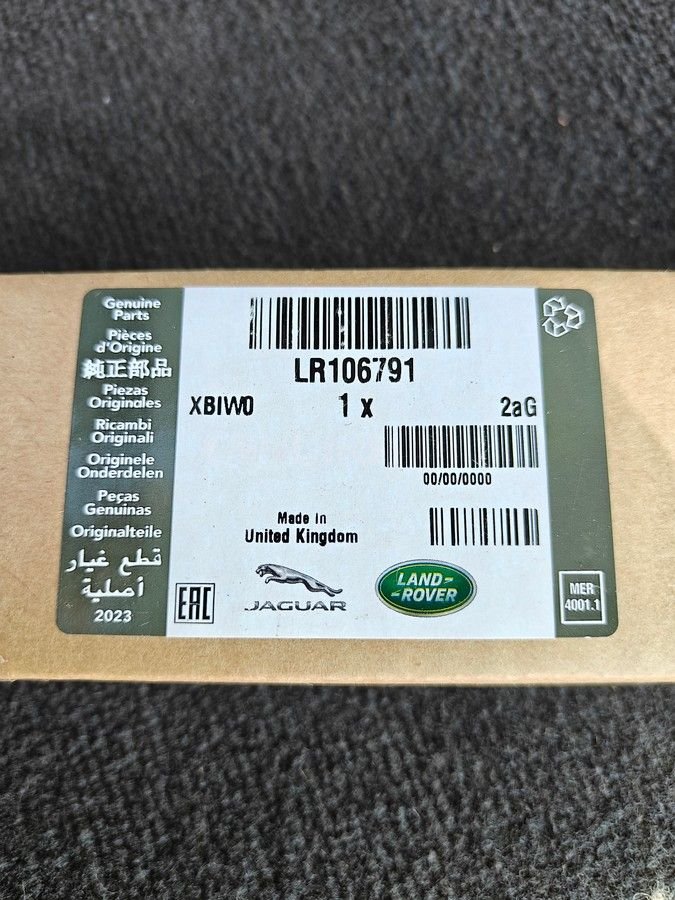 Genuine
Parts
Pièces
d'Origine
純正部品
Piezas
Originales
Ricambi
Originali
Originele
Onderdelen
Peças
Genuinas
Originalteile
قطع غيار
أصلية
2023
LR106791
XBIW0 1 x 2aG
00/00/0000
Made in
United Kingdom
EAC
JAGUAR
LAND-
-ROVER
MER
4001.1